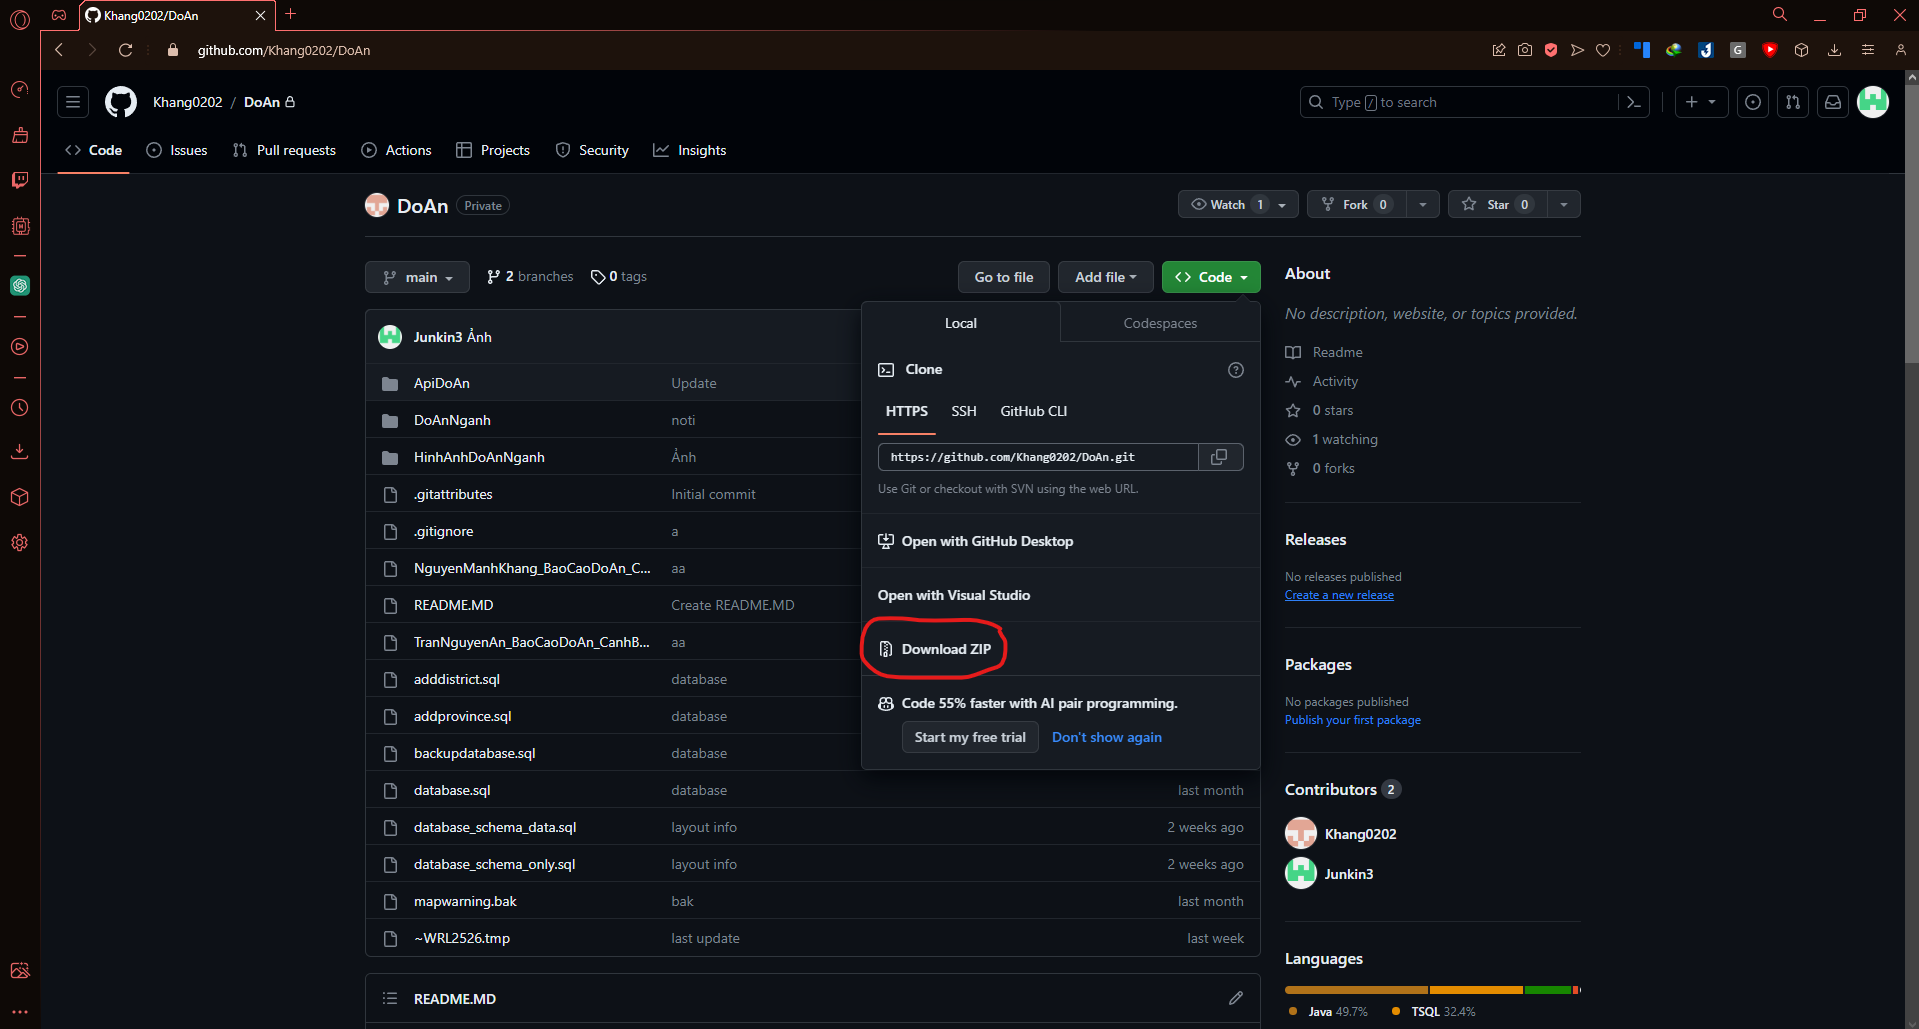 Khang0202/DoAn
github.com/Khang0202/DoAn
Khang0202 / DoAn
Type / to search
Code
Issues
Pull requests
Actions
Projects
Security
Insights
DoAn Private
Watch 1
Fork 0
Star 0
main
2 branches
0 tags
Go to file
Add file
Code
Junkin3 Ảnh
ApiDoAn Update
DoAnNganh noti
HinhAnhDoAnNganh Ảnh
.gitattributes Initial commit
.gitignore a
NguyenManhKhang_BaoCaoDoAn_C... aa
README.MD Create README.MD
TranNguyenAn_BaoCaoDoAn_CanhB... aa
adddistrict.sql database
addprovince.sql database
backupdatabase.sql database
database.sql database last month
database_schema_data.sql layout info 2 weeks ago
database_schema_only.sql layout info 2 weeks ago
mapwarning.bak bak last month
~WRL2526.tmp last update last week
README.MD
Local
Codespaces
Clone
HTTPS SSH GitHub CLI
https://github.com/Khang0202/DoAn.git
Use Git or checkout with SVN using the web URL.
Open with GitHub Desktop
Open with Visual Studio
Download ZIP
Code 55% faster with AI pair programming.
Start my free trial
Don't show again
About
No description, website, or topics provided.
Readme
Activity
0 stars
1 watching
0 forks
Releases
No releases published
Create a new release
Packages
No packages published
Publish your first package
Contributors 2
Khang0202
Junkin3
Languages
Java 49.7%
TSQL 32.4%